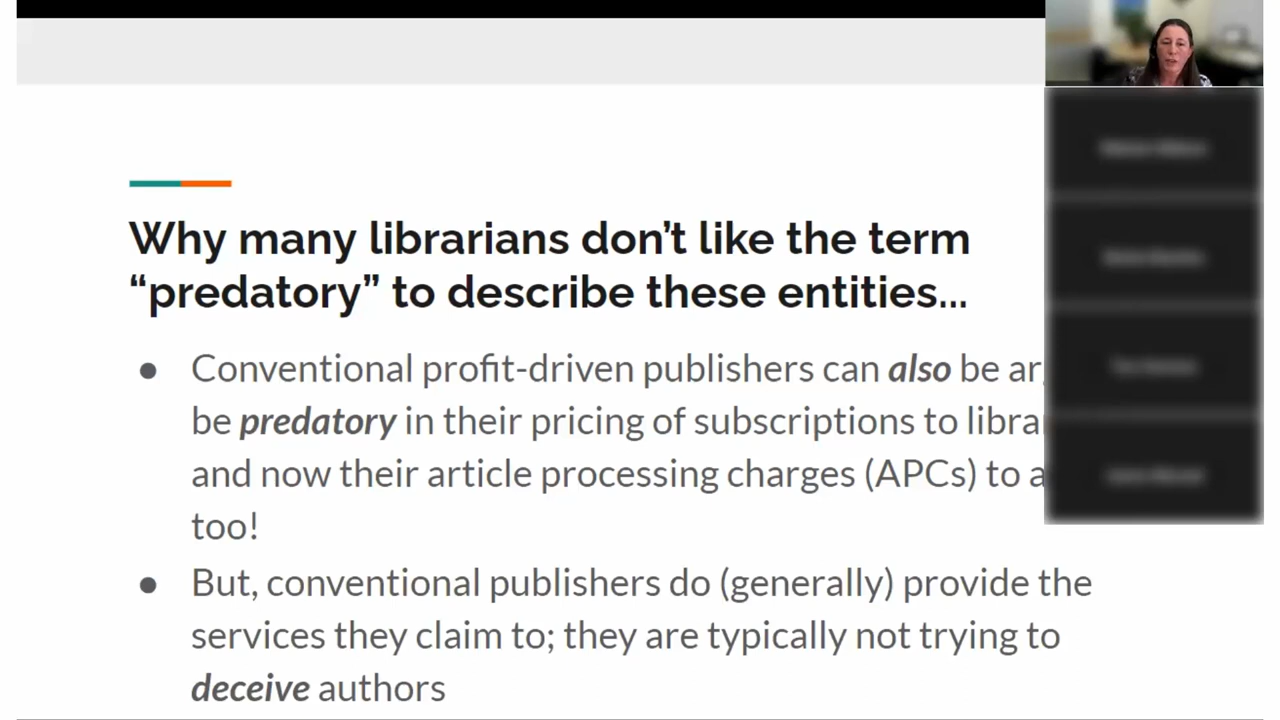 Why many librarians don’t like the term
“predatory” to describe these entities...
● Conventional profit-driven publishers can also be
be predatory in their pricing of subscriptions to
and now their article processing charges (APCs) to
too!
● But, conventional publishers do (generally) provide the
services they claim to; they are typically not trying to
deceive authors